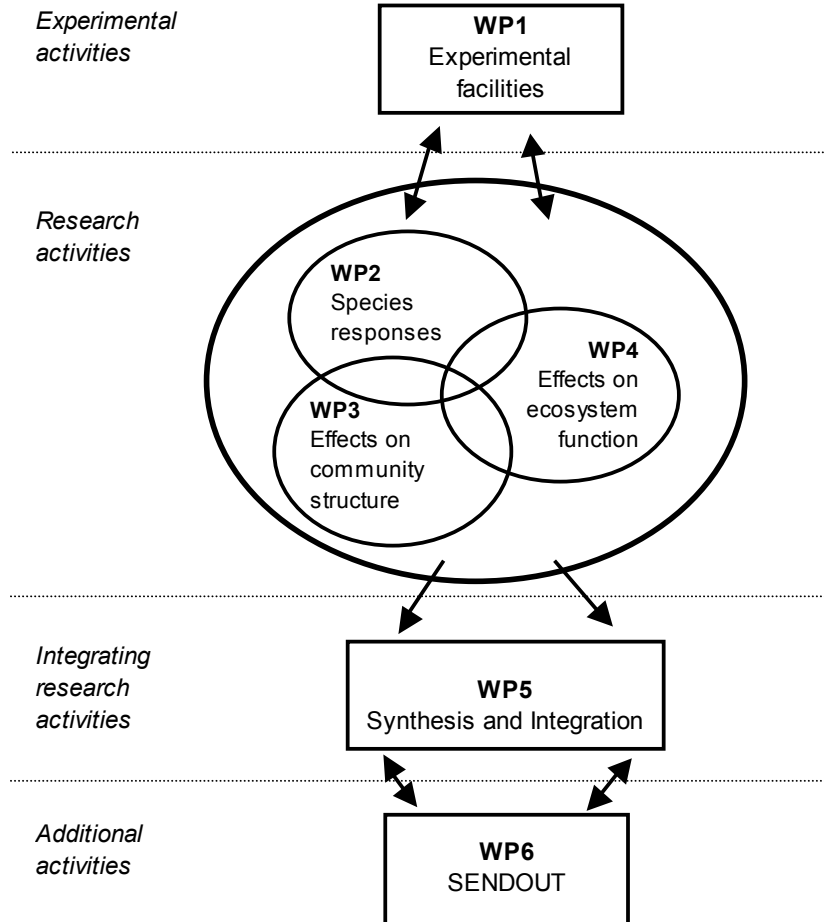 Experimental
activities
WP1
Experimental
facilities
Research
activities
WP2
Species
responses
WP4
Effects on
ecosystem
function
WP3
Effects on
community
structure
Integrating
research
activities
WP5
Synthesis and Integration
Additional
activities
WP6
SENDOUT